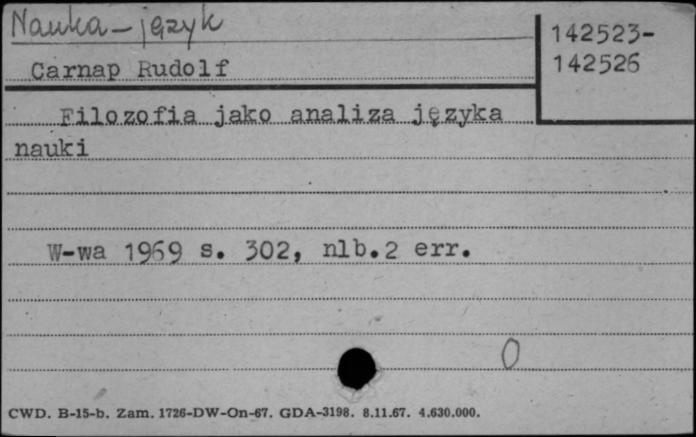 Nauka - język
142523-
142526
Carnap Rudolf
Filozofia jako analiza języka
nauki
W-wa 1969 s. 302, nlb.2 err.
0
CWD. B-15-b. Zam. 1726-DW-On-67. GDA-3198. 8.11.67. 4.630.000.